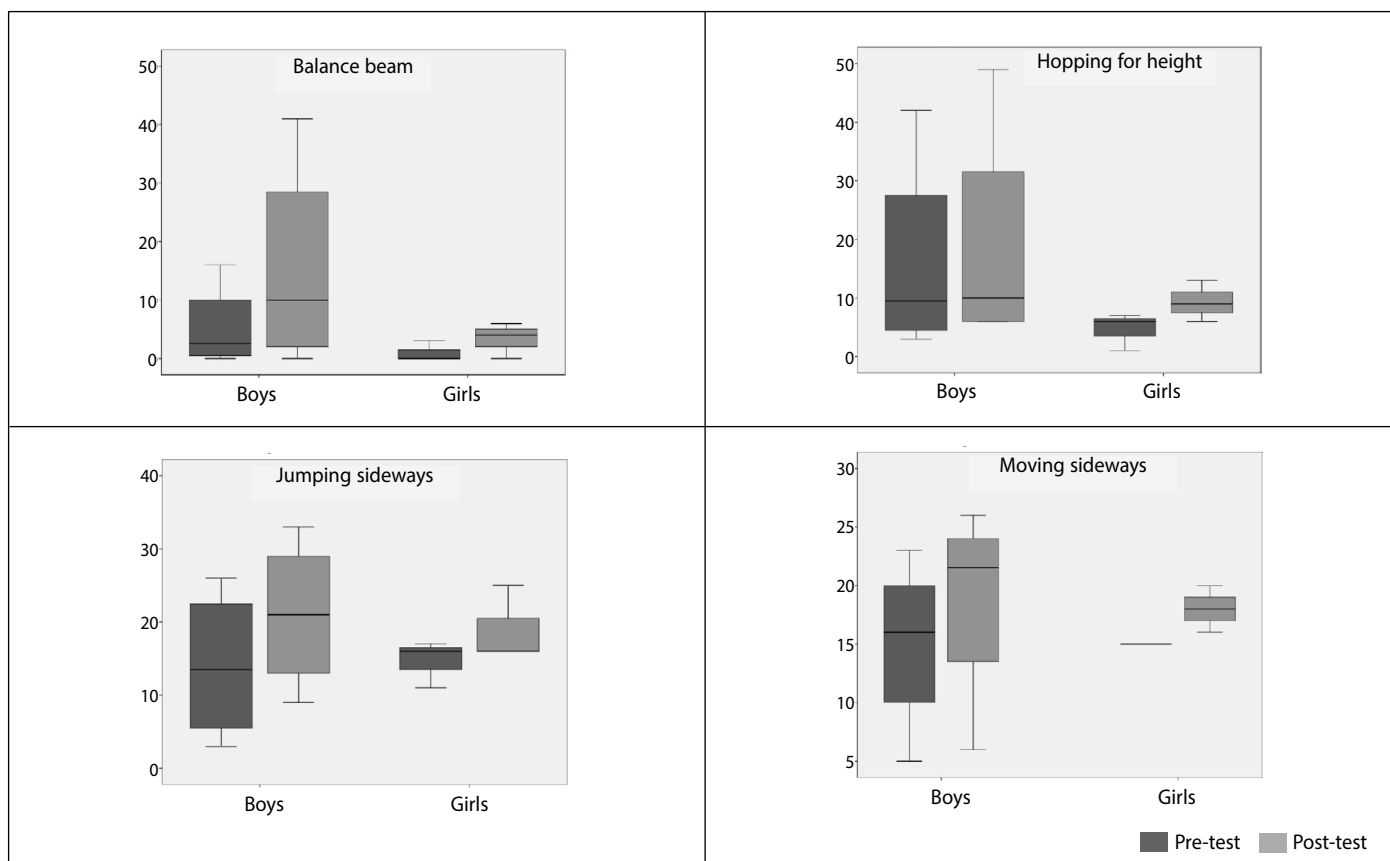 Balance beam
50
40
30
20
10
0
Boys Girls
Hopping for height
50
40
30
20
10
0
Boys Girls
Jumping sideways
40
30
20
10
0
Boys Girls
Moving sideways
30
25
20
15
10
5
Boys Girls
Pre-test Post-test